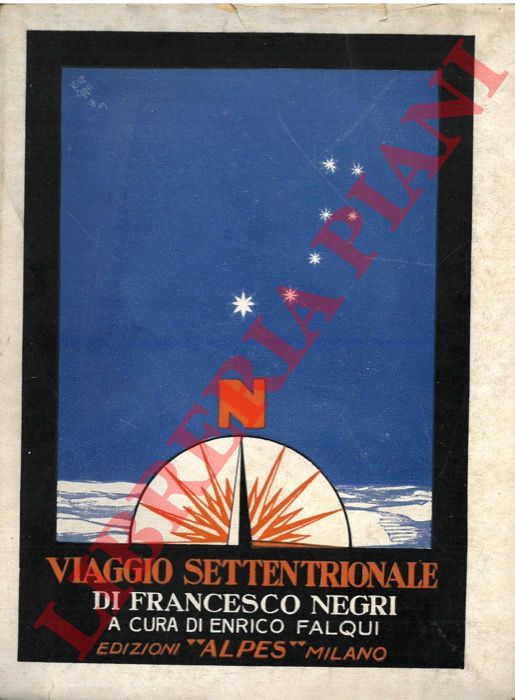 N
VIAGGIO SETTENTRIONALE
DI FRANCESCO NEGRI
A CURA DI ENRICO FALQUI
EDIZIONI "ALPES" MILANO
LIBRERIA PIANI